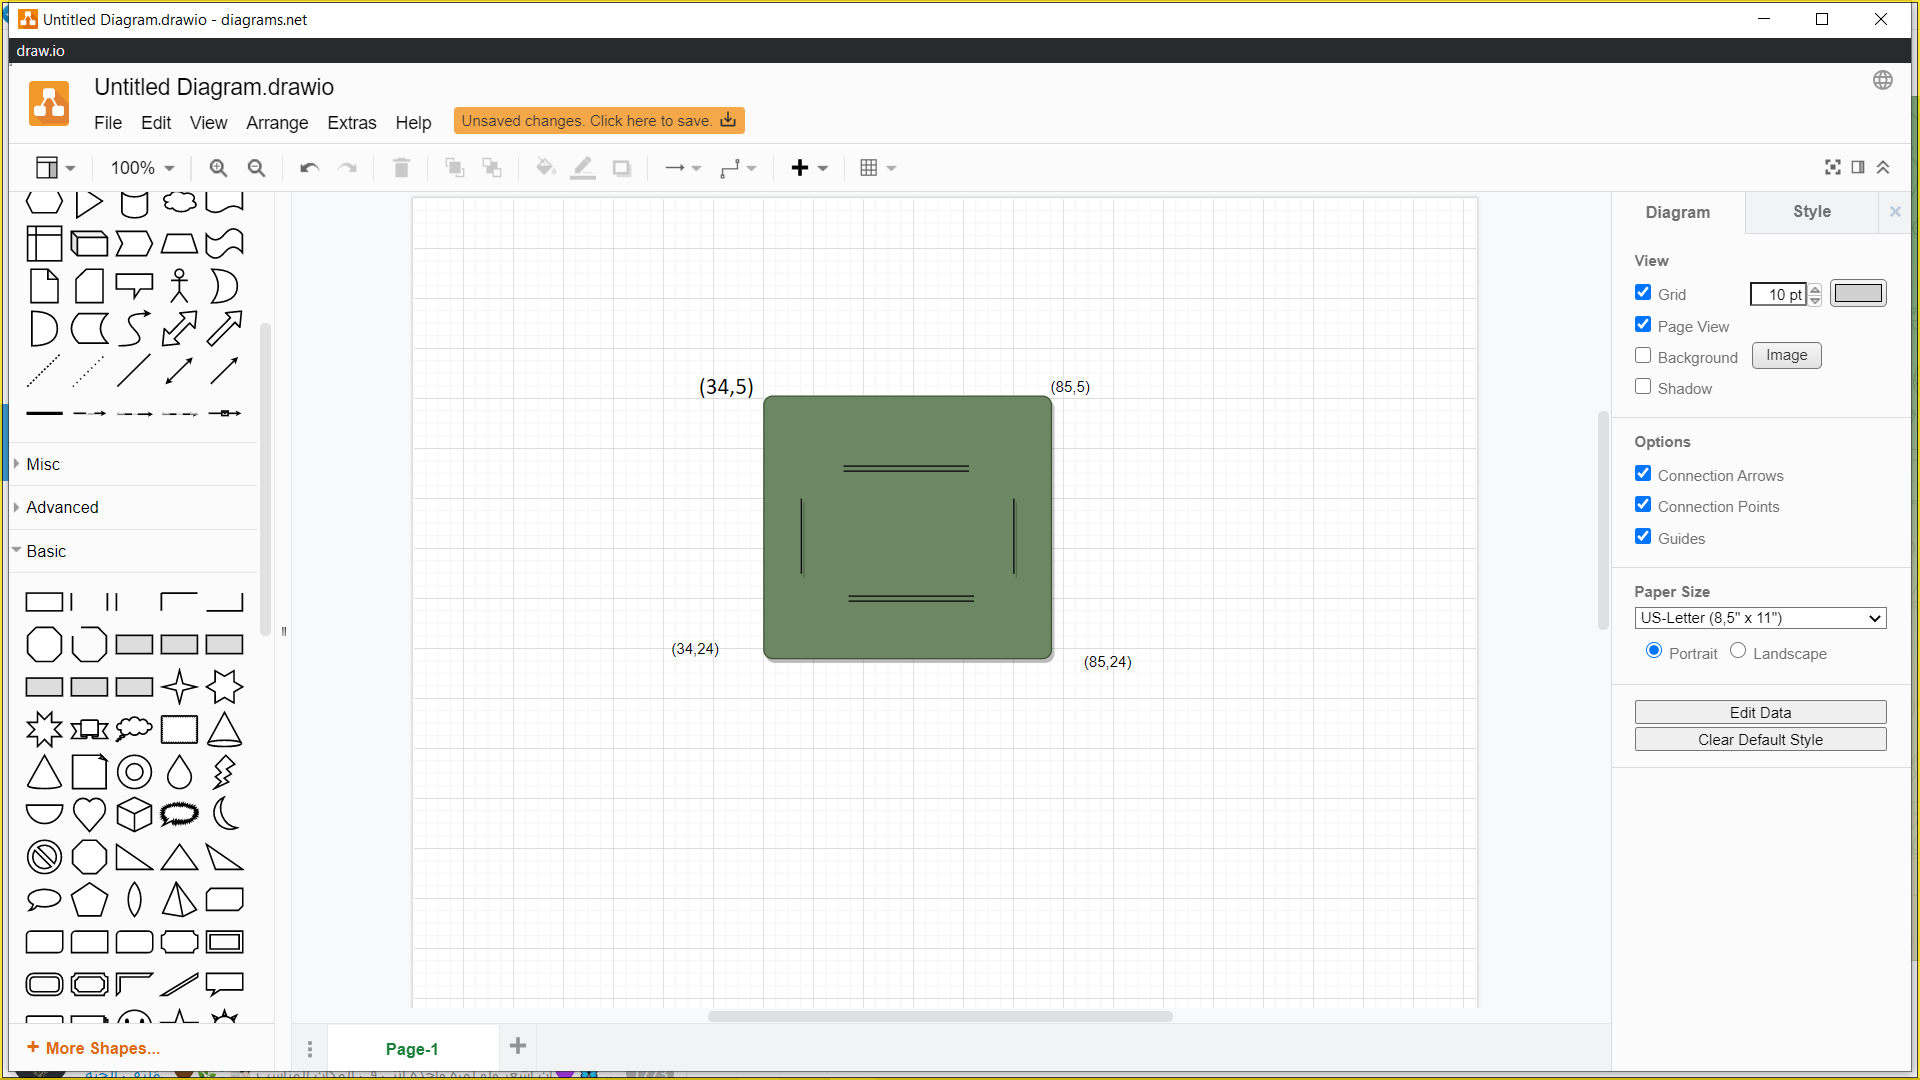 Untitled Diagram.drawio - diagrams.net
draw.io
Untitled Diagram.drawio
File Edit View Arrange Extras Help Unsaved changes. Click here to save.
100%
Diagram Style
View
Grid 10 pt
Page View
Background Image
Shadow
Options
Connection Arrows
Connection Points
Guides
Paper Size
US-Letter (8,5" x 11")
Portrait Landscape
Edit Data
Clear Default Style
(34,5) (85,5)
(34,24) (85,24)
Misc
Advanced
Basic
+ More Shapes...
Page-1